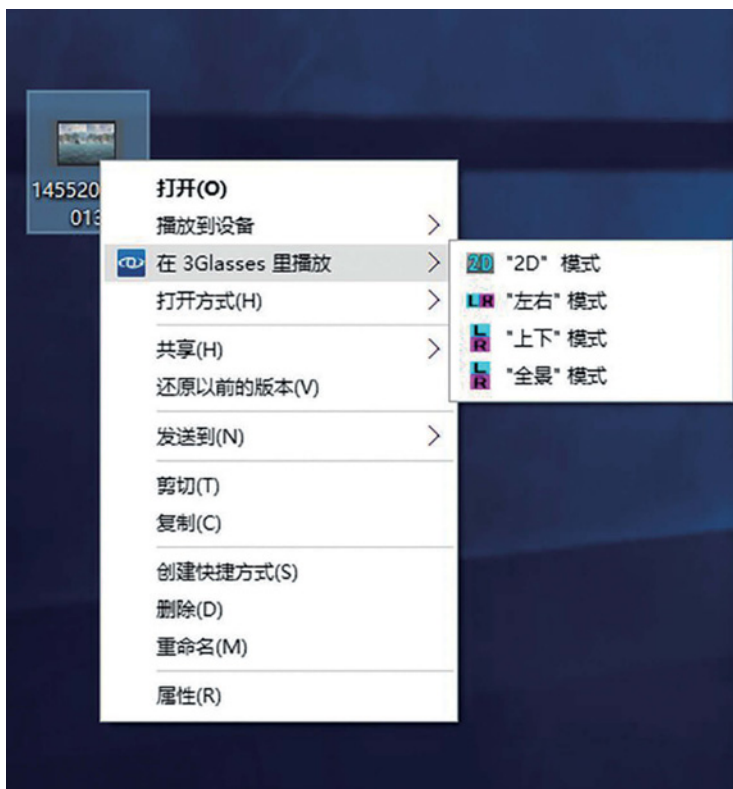 145520
013
打开(O)
播放到设备
在 3Glasses 里播放
打开方式(H)
共享(H)
还原以前的版本(V)
发送到(N)
剪切(T)
复制(C)
创建快捷方式(S)
删除(D)
重命名(M)
属性(R)
2D "2D" 模式
LR "左右" 模式
L
R "上下" 模式
L
R "全景" 模式